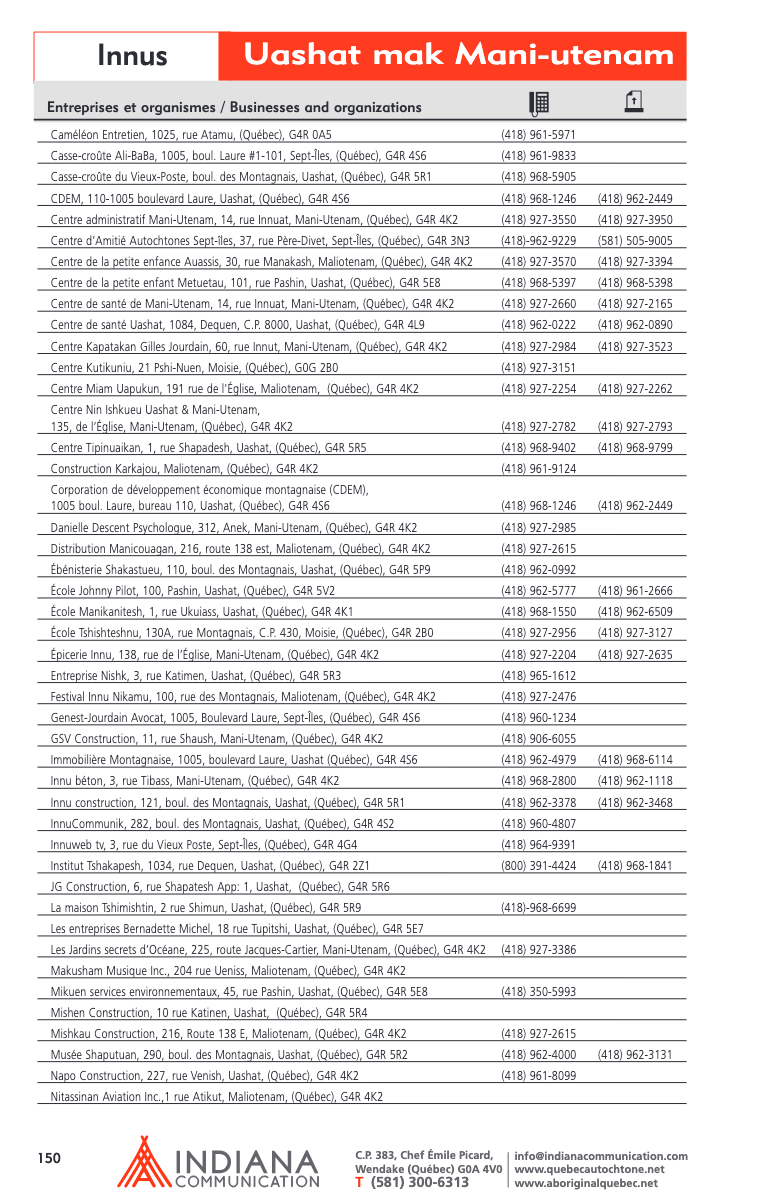 Innus Uashat mak Mani-utenam
Entreprises et organismes / Businesses and organizations
Caméléon Entretien, 1025, rue Atamu, (Québec), G4R 0A5 (418) 961-5971
Casse-croûte Ali-BaBa, 1005, boul. Laure #1-101, Sept-Îles, (Québec), G4R 4S6 (418) 961-9833
Casse-croûte du Vieux-Poste, boul. des Montagnais, Uashat, (Québec), G4R 5R1 (418) 968-5905
CDEM, 110-1005 boulevard Laure, Uashat, (Québec), G4R 4S6 (418) 968-1246 (418) 962-2449
Centre administratif Mani-Utenam, 14, rue Innuat, Mani-Utenam, (Québec), G4R 4K2 (418) 927-3550 (418) 927-3950
Centre d'Amitié Autochtones Sept-îles, 37, rue Père-Divet, Sept-Îles, (Québec), G4R 3N3 (418)-962-9229 (581) 505-9005
Centre de la petite enfance Auassis, 30, rue Manakash, Maliotenam, (Québec), G4R 4K2 (418) 927-3570 (418) 927-3394
Centre de la petite enfant Metuetau, 101, rue Pashin, Uashat, (Québec), G4R 5E8 (418) 968-5397 (418) 968-5398
Centre de santé de Mani-Utenam, 14, rue Innuat, Mani-Utenam, (Québec), G4R 4K2 (418) 927-2660 (418) 927-2165
Centre de santé Uashat, 1084, Dequen, C.P. 8000, Uashat, (Québec), G4R 4L9 (418) 962-0222 (418) 962-0890
Centre Kapatakan Gilles Jourdain, 60, rue Innut, Mani-Utenam, (Québec), G4R 4K2 (418) 927-2984 (418) 927-3523
Centre Kutikuniu, 21 Pshi-Nuen, Moisie, (Québec), G0G 2B0 (418) 927-3151
Centre Miam Uapukun, 191 rue de l'Église, Maliotenam, (Québec), G4R 4K2 (418) 927-2254 (418) 927-2262
Centre Nin Ishkueu Uashat & Mani-Utenam,
135, de l'Église, Mani-Utenam, (Québec), G4R 4K2 (418) 927-2782 (418) 927-2793
Centre Tipinuaikan, 1, rue Shapadesh, Uashat, (Québec), G4R 5R5 (418) 968-9402 (418) 968-9799
Construction Karkajou, Maliotenam, (Québec), G4R 4K2 (418) 961-9124
Corporation de développement économique montagnaise (CDEM),
1005 boul. Laure, bureau 110, Uashat, (Québec), G4R 4S6 (418) 968-1246 (418) 962-2449
Danielle Descent Psychologue, 312, Anek, Mani-Utenam, (Québec), G4R 4K2 (418) 927-2985
Distribution Manicouagan, 216, route 138 est, Maliotenam, (Québec), G4R 4K2 (418) 927-2615
Ébénisterie Shakastueu, 110, boul. des Montagnais, Uashat, (Québec), G4R 5P9 (418) 962-0992
École Johnny Pilot, 100, Pashin, Uashat, (Québec), G4R 5V2 (418) 962-5777 (418) 961-2666
École Manikanitesh, 1, rue Ukuiass, Uashat, (Québec), G4R 4K1 (418) 968-1550 (418) 962-6509
École Tshishteshnu, 130A, rue Montagnais, C.P. 430, Moisie, (Québec), G4R 2B0 (418) 927-2956 (418) 927-3127
Épicerie Innu, 138, rue de l'Église, Mani-Utenam, (Québec), G4R 4K2 (418) 927-2204 (418) 927-2635
Entreprise Nishk, 3, rue Katimen, Uashat, (Québec), G4R 5R3 (418) 965-1612
Festival Innu Nikamu, 100, rue des Montagnais, Maliotenam, (Québec), G4R 4K2 (418) 927-2476
Genest-Jourdain Avocat, 1005, Boulevard Laure, Sept-Îles, (Québec), G4R 4S6 (418) 960-1234
GSV Construction, 11, rue Shaush, Mani-Utenam, (Québec), G4R 4K2 (418) 906-6055
Immobilière Montagnaise, 1005, boulevard Laure, Uashat (Québec), G4R 4S6 (418) 962-4979 (418) 968-6114
Innu béton, 3, rue Tibass, Mani-Utenam, (Québec), G4R 4K2 (418) 968-2800 (418) 962-1118
Innu construction, 121, boul. des Montagnais, Uashat, (Québec), G4R 5R1 (418) 962-3378 (418) 962-3468
InnuCommunik, 282, boul. des Montagnais, Uashat, (Québec), G4R 4S2 (418) 960-4807
Innuweb tv, 3, rue du Vieux Poste, Sept-Îles, (Québec), G4R 4G4 (418) 964-9391
Institut Tshakapesh, 1034, rue Dequen, Uashat, (Québec), G4R 2Z1 (800) 391-4424 (418) 968-1841
JG Construction, 6, rue Shapatesh App: 1, Uashat, (Québec), G4R 5R6
La maison Tshimishtin, 2 rue Shimun, Uashat, (Québec), G4R 5R9 (418)-968-6699
Les entreprises Bernadette Michel, 18 rue Tupitshi, Uashat, (Québec), G4R 5E7
Les Jardins secrets d'Océane, 225, route Jacques-Cartier, Mani-Utenam, (Québec), G4R 4K2 (418) 927-3386
Makusham Musique Inc., 204 rue Ueniss, Maliotenam, (Québec), G4R 4K2
Mikuen services environnementaux, 45, rue Pashin, Uashat, (Québec), G4R 5E8 (418) 350-5993
Mishen Construction, 10 rue Katinen, Uashat, (Québec), G4R 5R4
Mishkau Construction, 216, Route 138 E, Maliotenam, (Québec), G4R 4K2 (418) 927-2615
Musée Shaputuan, 290, boul. des Montagnais, Uashat, (Québec), G4R 5R2 (418) 962-4000 (418) 962-3131
Napo Construction, 227, rue Venish, Uashat, (Québec), G4R 4K2 (418) 961-8099
Nitassinan Aviation Inc.,1 rue Atikut, Maliotenam, (Québec), G4R 4K2
150
INDIANA
COMMUNICATION
C.P. 383, Chef Émile Picard,
Wendake (Québec) G0A 4V0
T (581) 300-6313
info@indianacommunication.com
www.quebecautochtone.net
www.aboriginalquebec.net